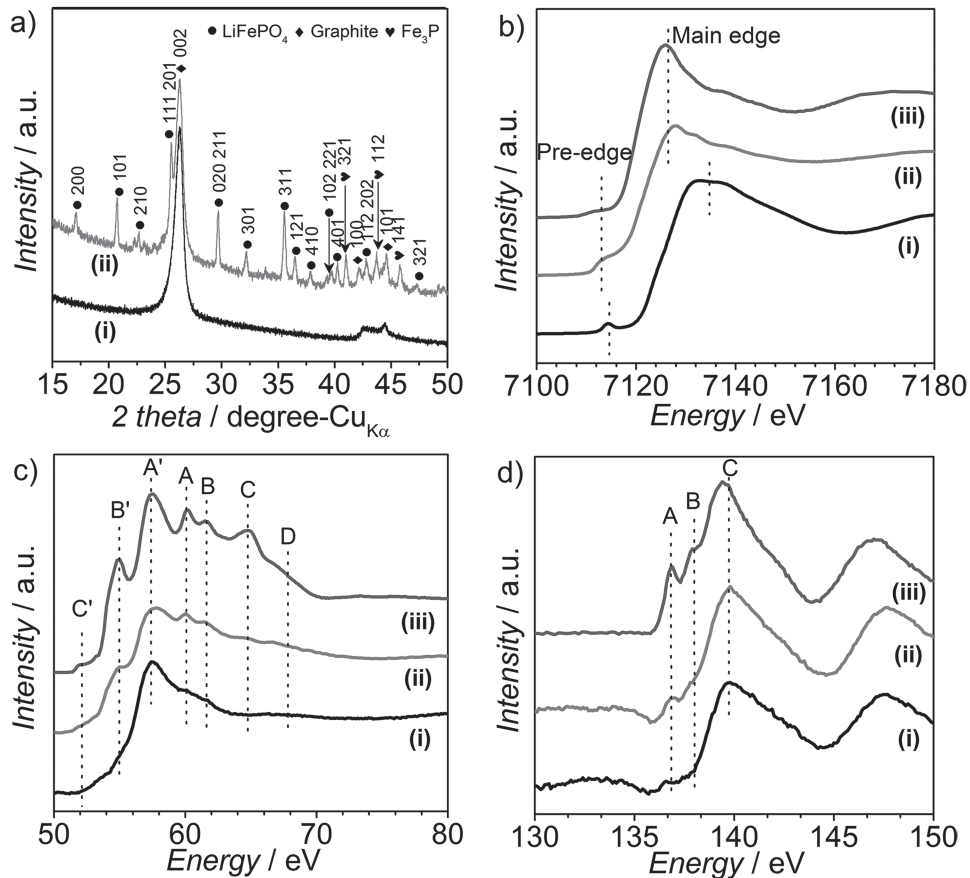 a)
● LiFePO4 ♦ Graphite ♥ Fe3P
200
101
210
111 201
002
020 211
301
311
121
410
102 221
401
321
100
112 202
112
101
141
321
(ii)
(i)
Intensity / a.u.
15 20 25 30 35 40 45 50
2 theta / degree-CuKα
b)
Main edge
Pre-edge
(iii)
(ii)
(i)
Intensity / a.u.
7100 7120 7140 7160 7180
Energy / eV
c)
C'
B'
A'
A
B
C
D
(iii)
(ii)
(i)
Intensity / a.u.
50 60 70 80
Energy / eV
d)
A
B
C
(iii)
(ii)
(i)
Intensity / a.u.
130 135 140 145 150
Energy / eV